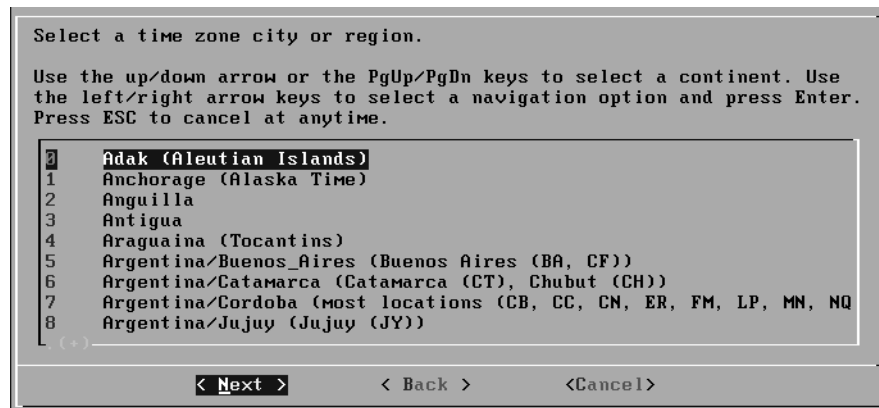 Select a time zone city or region.
Use the up/down arrow or the PgUp/PgDn keys to select a continent. Use
the left/right arrow keys to select a navigation option and press Enter.
Press ESC to cancel at anytime.
0 Adak (Aleutian Islands)
1 Anchorage (Alaska Time)
2 Anguilla
3 Antigua
4 Araguaina (Tocantins)
5 Argentina/Buenos_Aires (Buenos Aires (BA, CF))
6 Argentina/Catamarca (Catamarca (CT), Chubut (CH))
7 Argentina/Cordoba (most locations (CB, CC, CN, ER, FM, LP, MN, NQ
8 Argentina/Jujuy (Jujuy (JY))
.(+)
< Next > < Back > <Cancel>